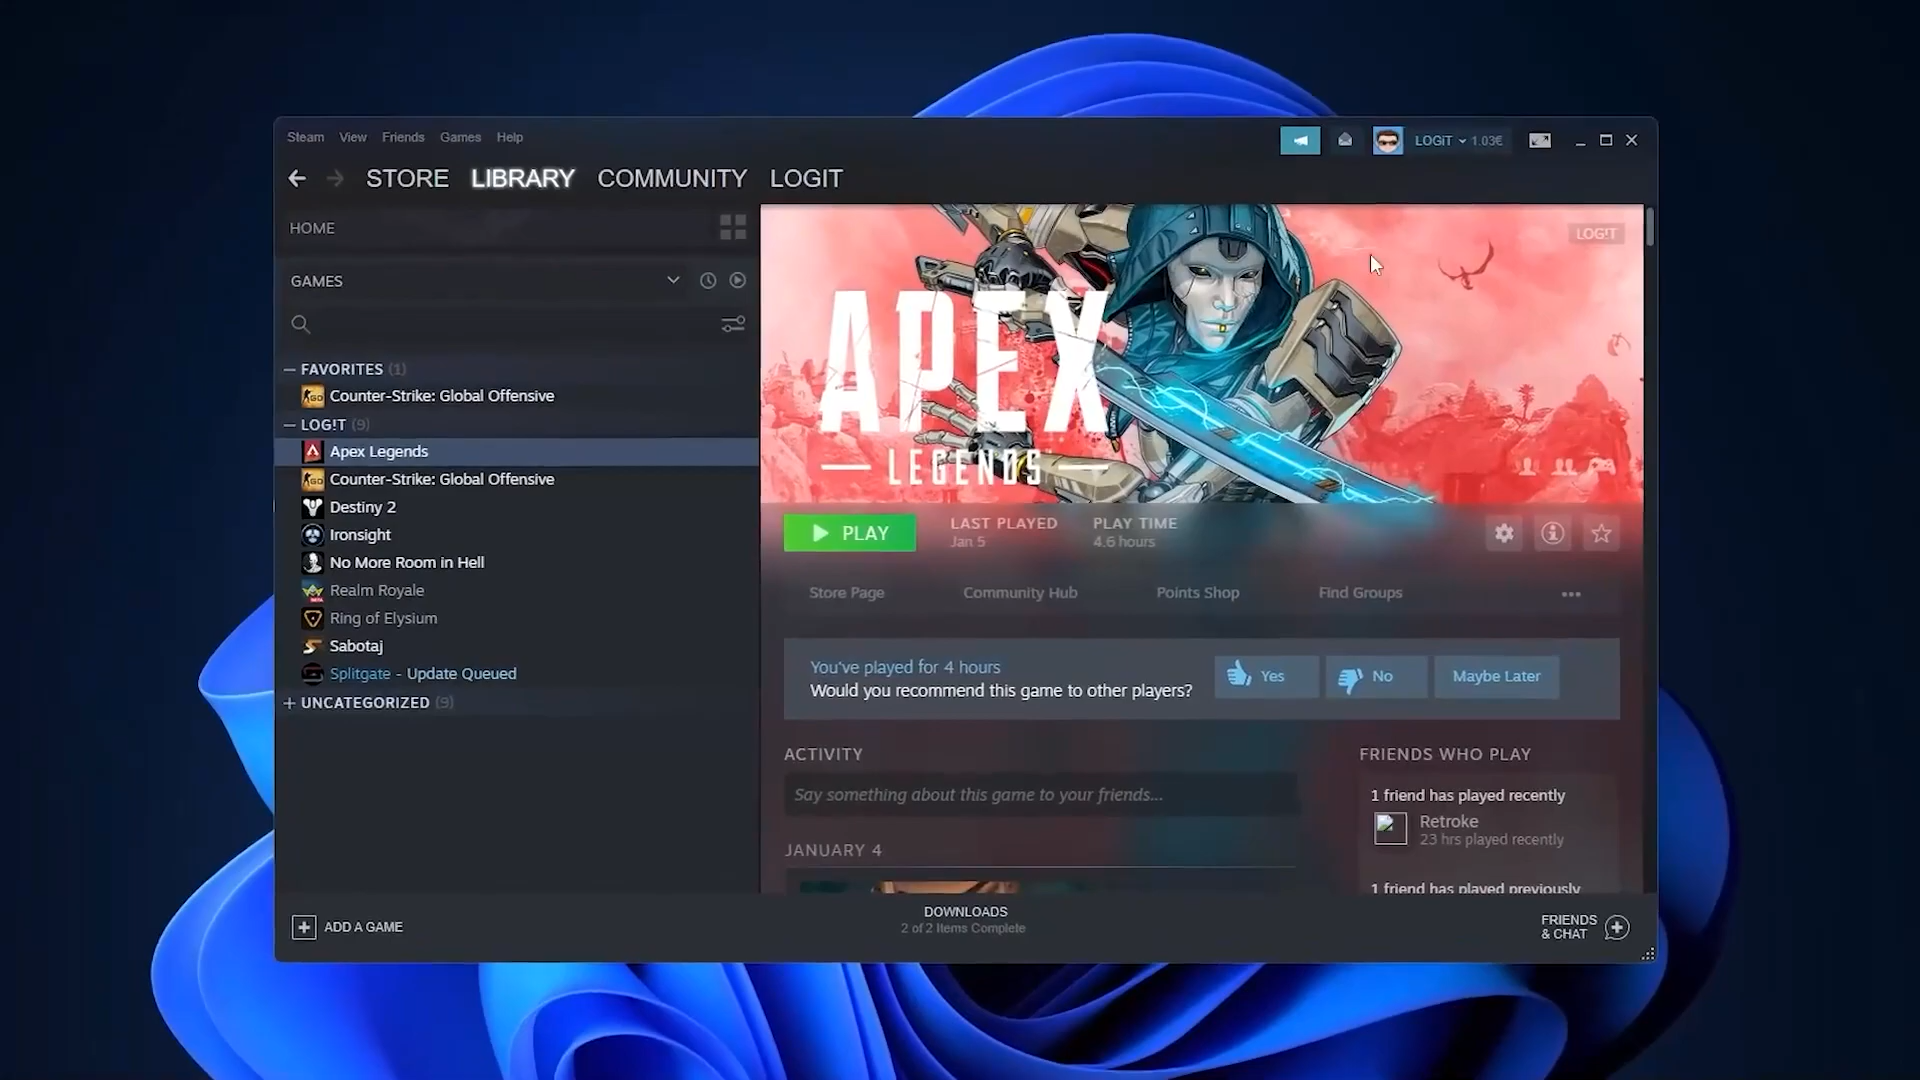 Steam View Friends Games Help
LOGiT 1.03€
STORE LIBRARY COMMUNITY LOGIT
HOME
GAMES
FAVORITES (1)
Counter-Strike: Global Offensive
LOG!T (9)
Apex Legends
Counter-Strike: Global Offensive
Destiny 2
Ironsight
No More Room in Hell
Realm Royale
Ring of Elysium
Sabotaj
Splitgate - Update Queued
UNCATEGORIZED (9)
LOG!T
APEX
LEGENDS
PLAY
LAST PLAYED
Jan 5
PLAY TIME
4.6 hours
Store Page Community Hub Points Shop Find Groups
You've played for 4 hours
Would you recommend this game to other players?
Yes No Maybe Later
ACTIVITY
Say something about this game to your friends...
JANUARY 4
FRIENDS WHO PLAY
1 friend has played recently
Retroke
23 hrs played recently
1 friend has played previously
ADD A GAME
DOWNLOADS
2 of 2 Items Complete
FRIENDS
& CHAT